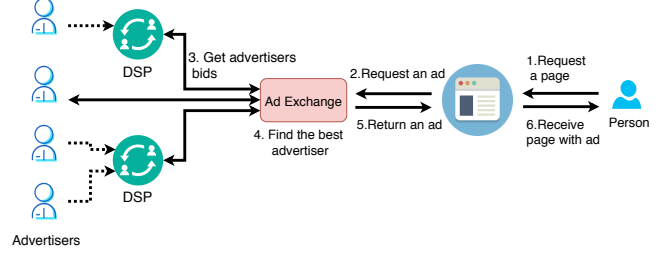 DSP
3. Get advertisers
bids
Ad Exchange
4. Find the best
advertiser
2.Request an ad
5.Return an ad
1.Request
a page
6.Receive
page with ad
Person
DSP
Advertisers